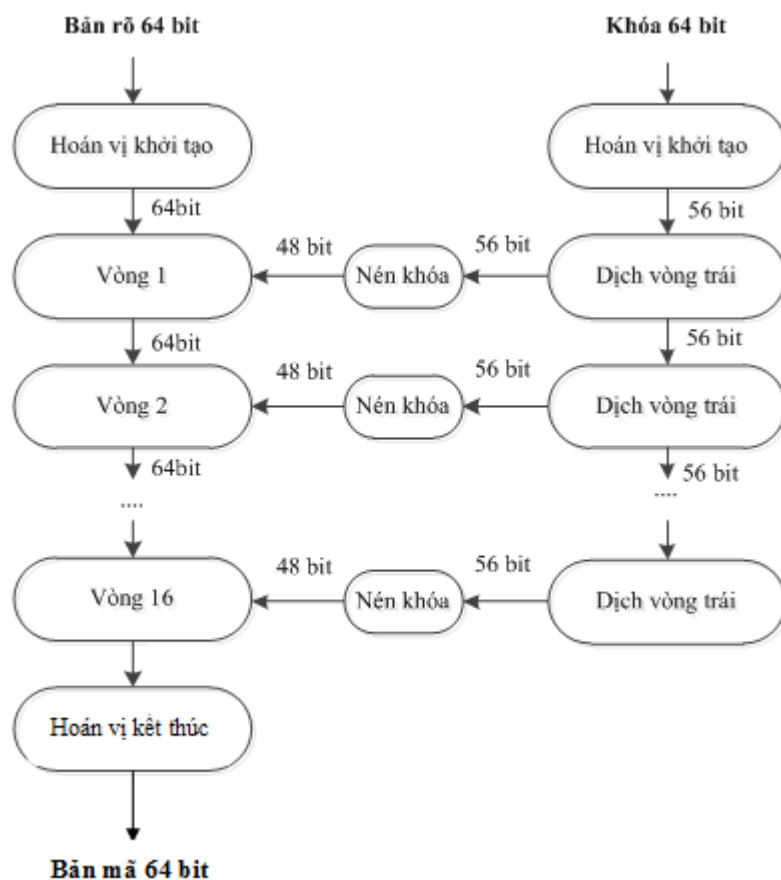 Bản rõ 64 bit
Khóa 64 bit
Hoán vị khởi tạo
Hoán vị khởi tạo
64bit
56 bit
Vòng 1
48 bit
Nén khóa
56 bit
Dịch vòng trái
64bit
56 bit
Vòng 2
48 bit
Nén khóa
56 bit
Dịch vòng trái
64bit
56 bit
....
....
Vòng 16
48 bit
Nén khóa
56 bit
Dịch vòng trái
Hoán vị kết thúc
Bản mã 64 bit